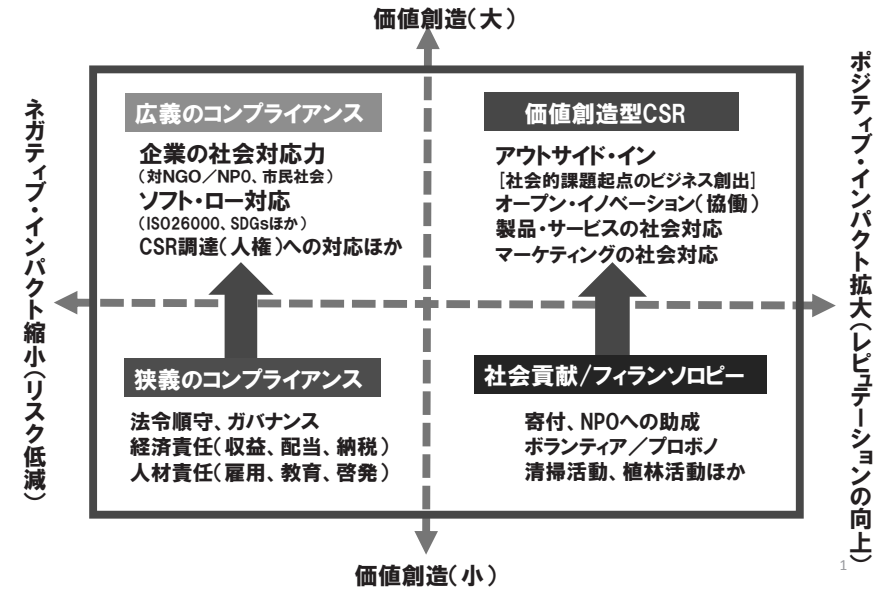 価値創造(大)
ネガティブ・インパクト縮小(リスク低減)
広義のコンプライアンス
企業の社会対応力
(対NGO／NPO、市民社会)
ソフト・ロー対応
(ISO26000、SDGsほか)
CSR調達(人権)への対応ほか
価値創造型CSR
アウトサイド・イン
[社会的課題起点のビジネス創出]
オープン・イノベーション(協働)
製品・サービスの社会対応
マーケティングの社会対応
狭義のコンプライアンス
法令順守、ガバナンス
経済責任(収益、配当、納税)
人材責任(雇用、教育、啓発)
社会貢献/フィランソロピー
寄付、NPOへの助成
ボランティア／プロボノ
清掃活動、植林活動ほか
ポジティブ・インパクト拡大(レピュテーションの向上)
価値創造(小)
1